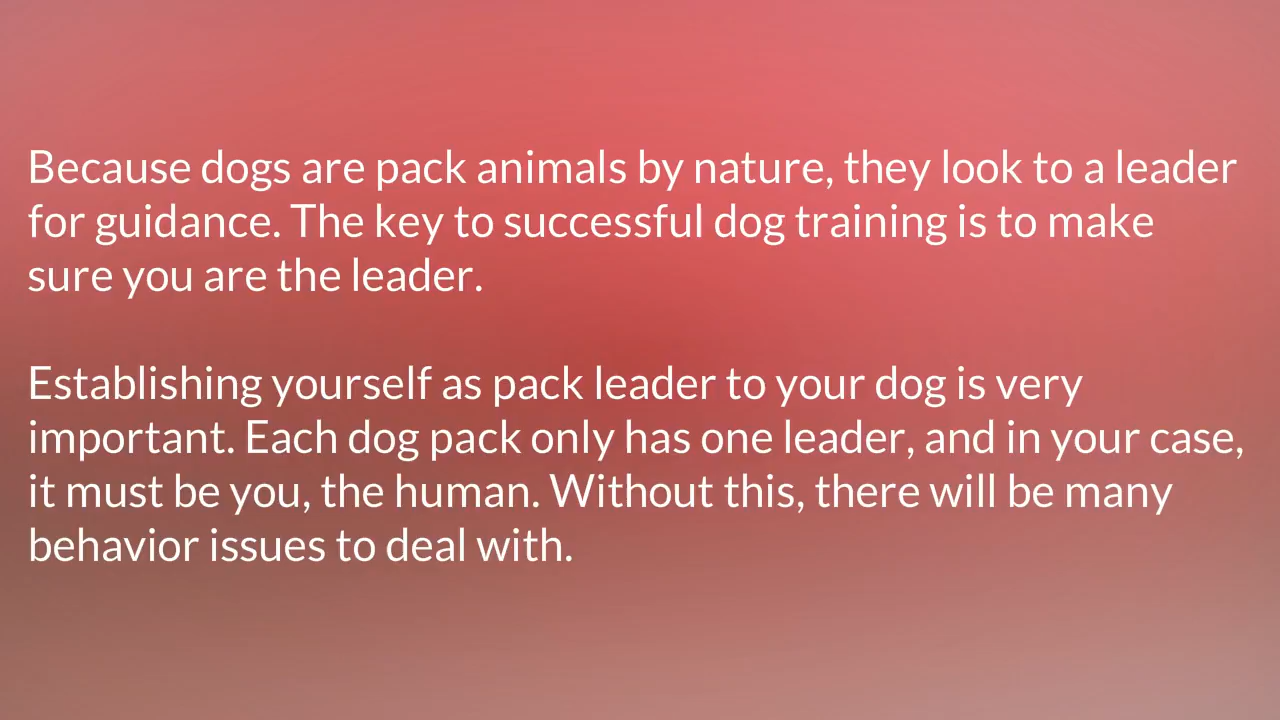 Because dogs are pack animals by nature, they look to a leader
for guidance. The key to successful dog training is to make
sure you are the leader.
Establishing yourself as pack leader to your dog is very
important. Each dog pack only has one leader, and in your case,
it must be you, the human. Without this, there will be many
behavior issues to deal with.